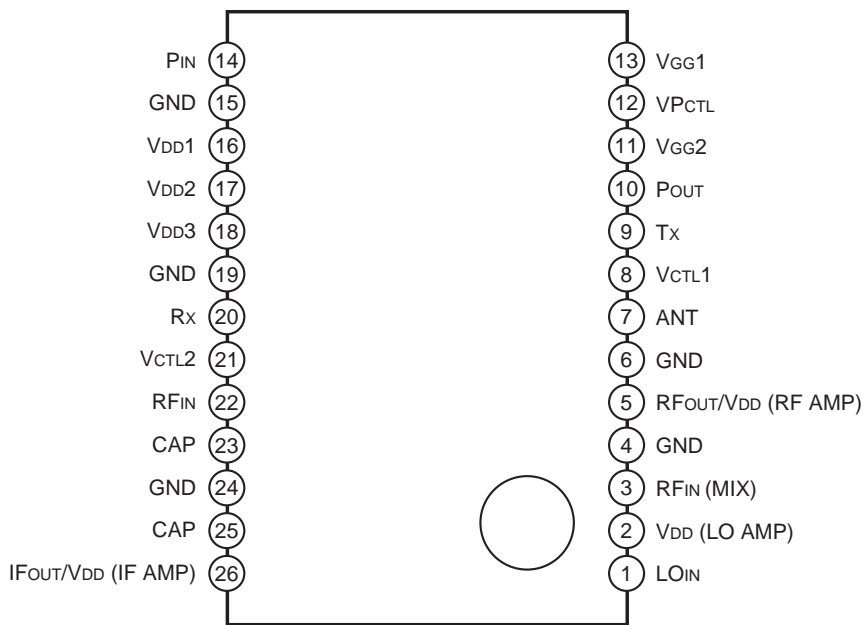 PIN 14 13 VGG1
GND 15 12 VPCTL
VDD1 16 11 VGG2
VDD2 17 10 POUT
VDD3 18 9 TX
GND 19 8 VCTL1
RX 20 7 ANT
VCTL2 21 6 GND
RFIN 22 5 RFOUT/VDD (RF AMP)
CAP 23 4 GND
GND 24 3 RFIN (MIX)
CAP 25 2 VDD (LO AMP)
IFOUT/VDD (IF AMP) 26 1 LOIN